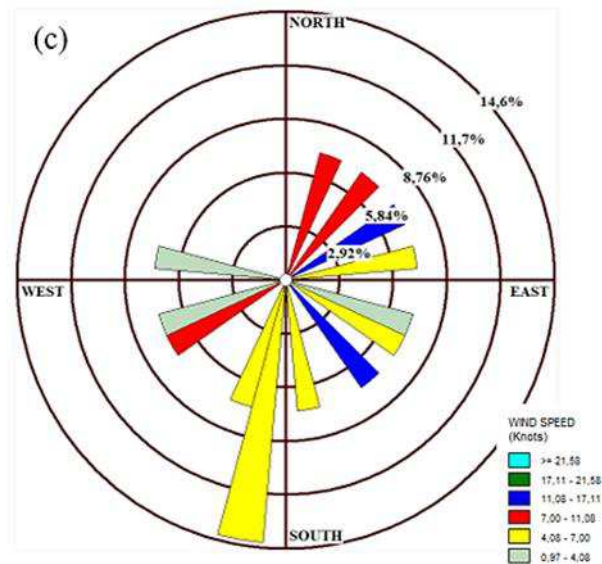 (c)
NORTH
14,6%
11,7%
8,76%
5,84%
2,92%
WEST
EAST
SOUTH
WIND SPEED
(Knots)
>= 21,58
17,11 - 21,58
11,08 - 17,11
7,00 - 11,08
4,08 - 7,00
0,97 - 4,08